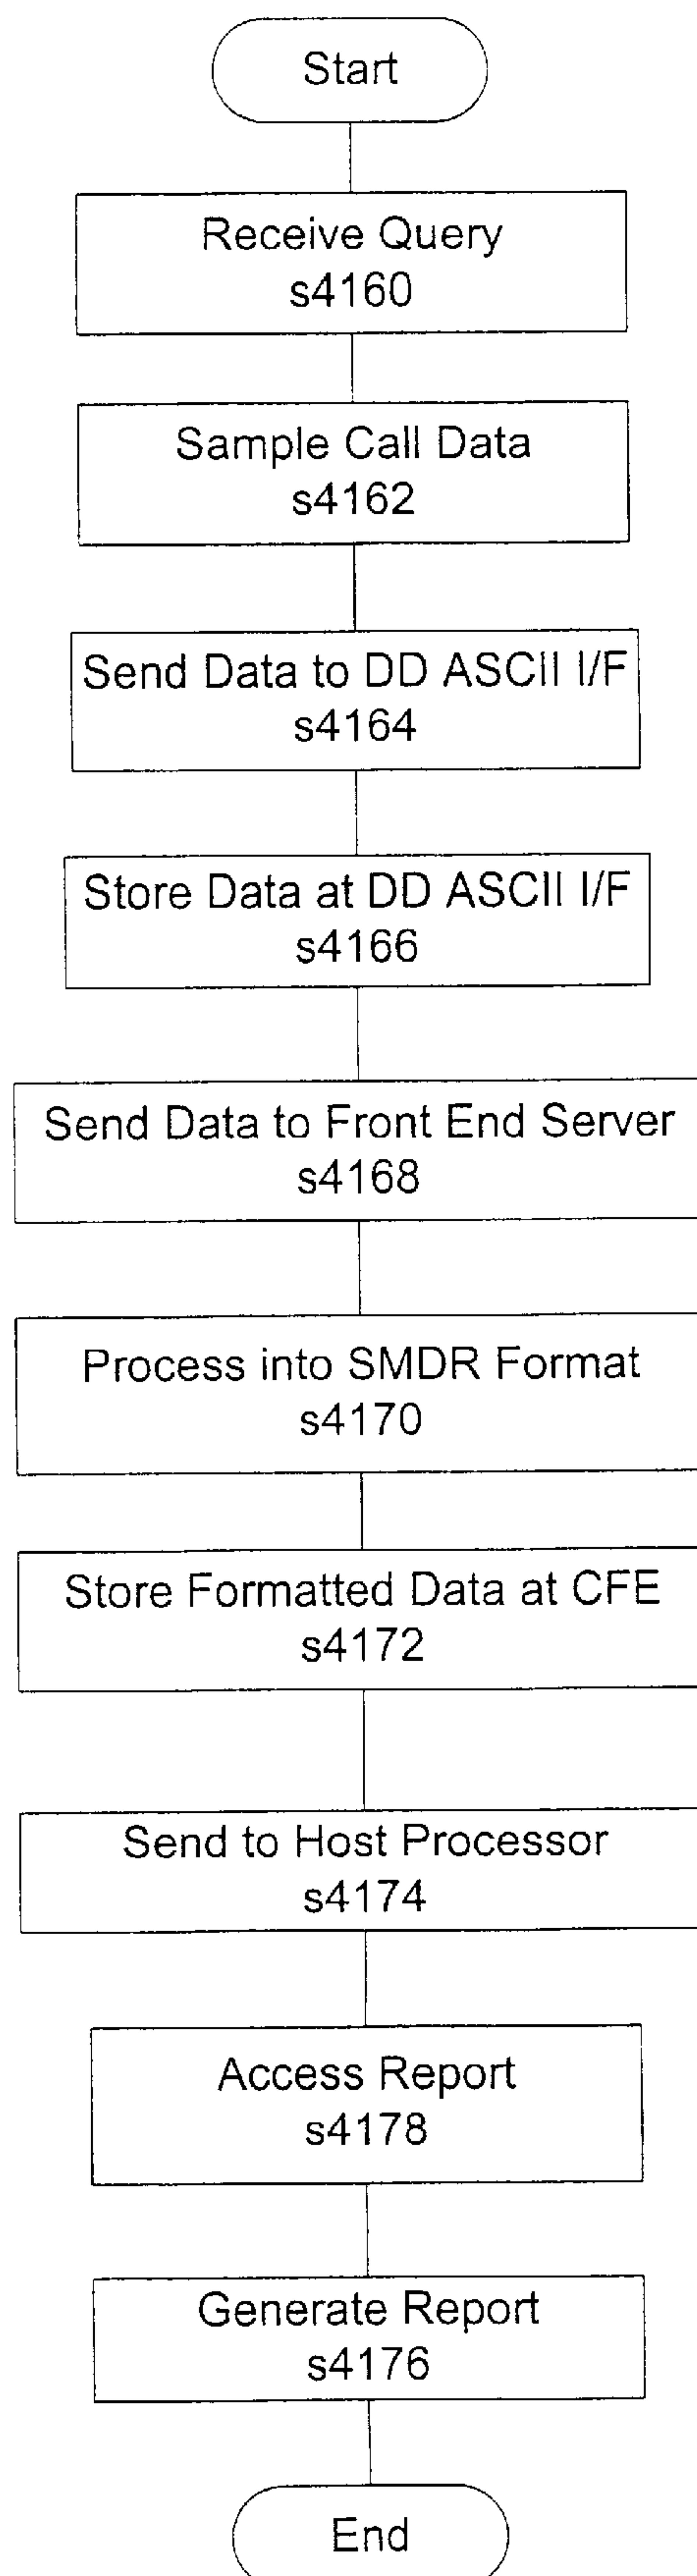 Start
Receive Query
s4160
Sample Call Data
s4162
Send Data to DD ASCII I/F
s4164
Store Data at DD ASCII I/F
s4166
Send Data to Front End Server
s4168
Process into SMDR Format
s4170
Store Formatted Data at CFE
s4172
Send to Host Processor
s4174
Access Report
s4178
Generate Report
s4176
End